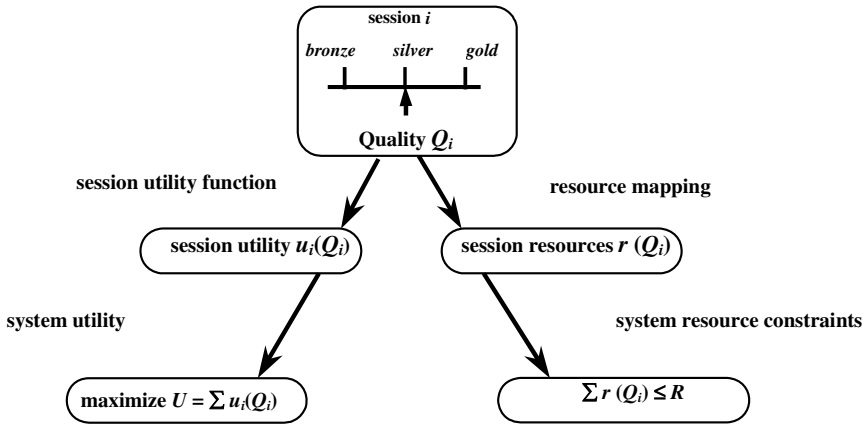 session i
bronze silver gold
Quality Qi
session utility function
resource mapping
session utility ui(Qi)
session resources r (Qi)
system utility
system resource constraints
maximize U = ∑ ui(Qi)
∑ r (Qi) ≤ R